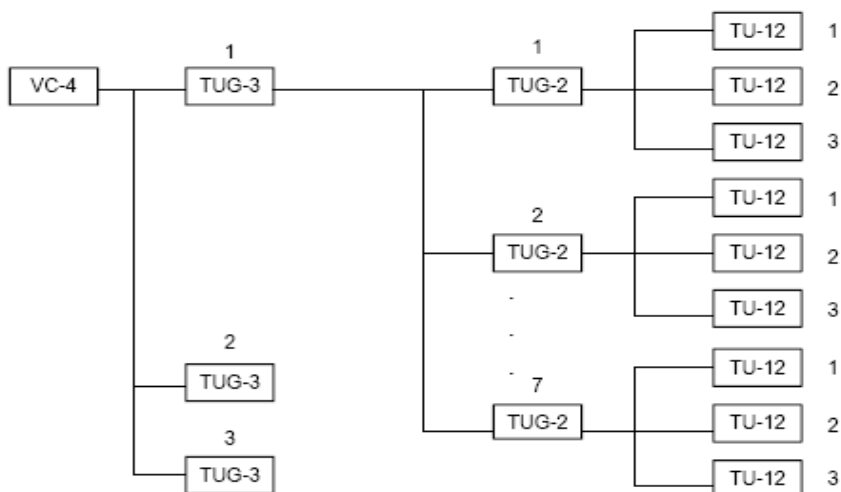 1 1 TU-12 1
VC-4 TUG-3 TUG-2 TU-12 2
TU-12 3
2 TU-12 1
TUG-2 TU-12 2
TU-12 3
2 7 TU-12 1
TUG-3 TUG-2 TU-12 2
3 TU-12 3
TUG-3